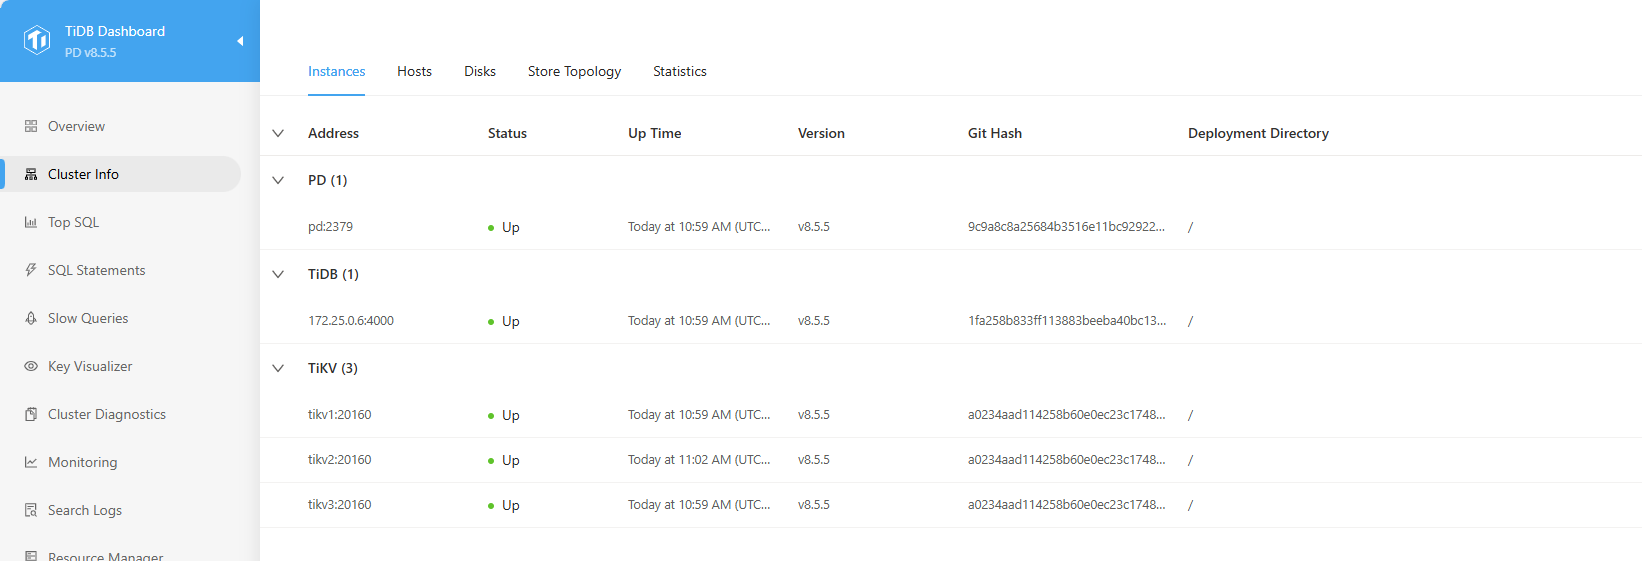 TiDB Dashboard
PD v8.5.5
Overview
Cluster Info
Top SQL
SQL Statements
Slow Queries
Key Visualizer
Cluster Diagnostics
Monitoring
Search Logs
Resource Manager
Instances Hosts Disks Store Topology Statistics
Address Status Up Time Version Git Hash Deployment Directory
PD (1)
pd:2379 Up Today at 10:59 AM (UTC... v8.5.5 9c9a8c8a25684b3516e11bc92922... /
TiDB (1)
172.25.0.6:4000 Up Today at 10:59 AM (UTC... v8.5.5 1fa258b833ff113883beeba40bc13... /
TiKV (3)
tikv1:20160 Up Today at 10:59 AM (UTC... v8.5.5 a0234aad114258b60e0ec23c1748... /
tikv2:20160 Up Today at 11:02 AM (UTC... v8.5.5 a0234aad114258b60e0ec23c1748... /
tikv3:20160 Up Today at 10:59 AM (UTC... v8.5.5 a0234aad114258b60e0ec23c1748... /